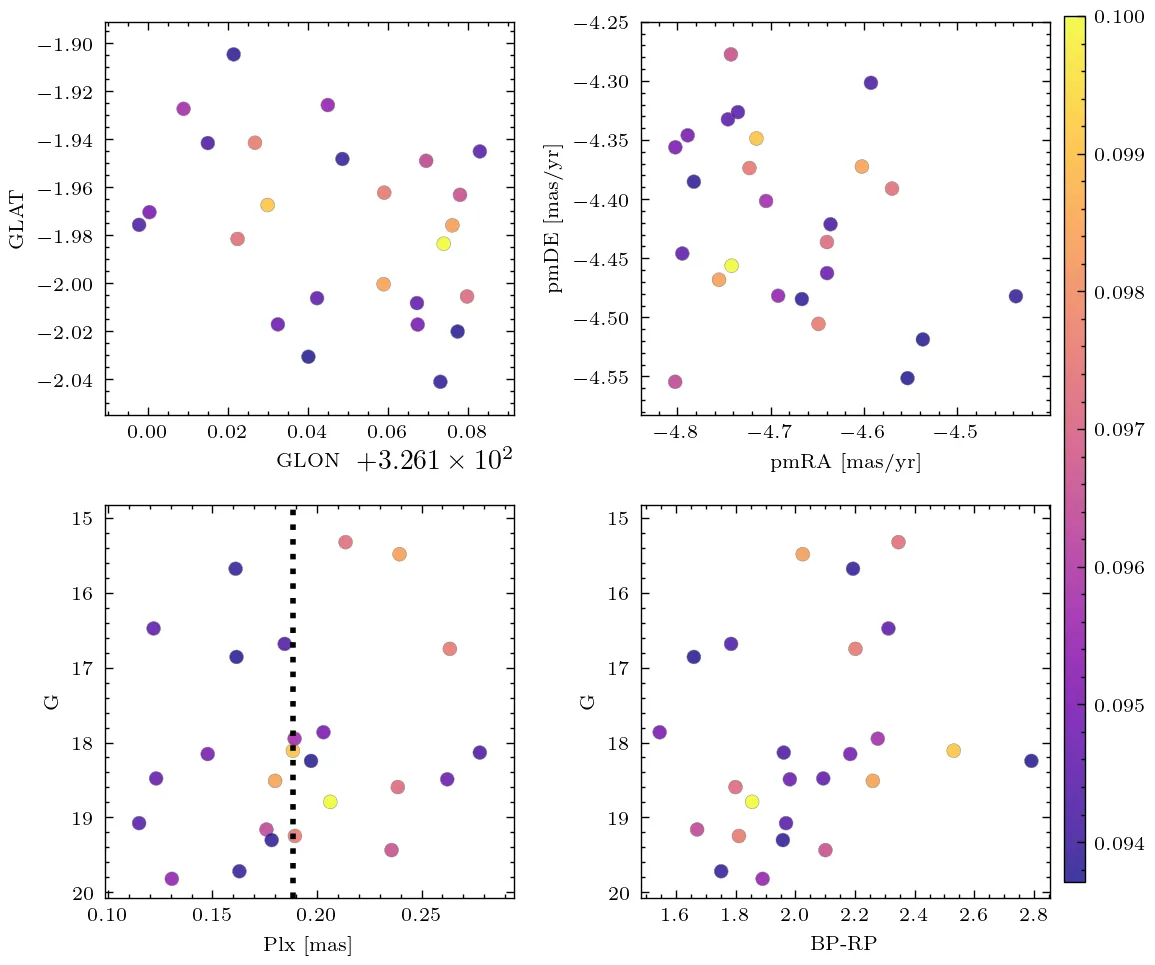 −1.90
−1.92
−1.94
−1.96
−1.98
−2.00
−2.02
−2.04
GLAT
0.00 0.02 0.04 0.06 0.08
GLON +3.261 × 10²
−4.25
−4.30
−4.35
−4.40
−4.45
−4.50
−4.55
pmDE [mas/yr]
−4.8 −4.7 −4.6 −4.5
pmRA [mas/yr]
15
16
17
18
19
20
G
0.10 0.15 0.20 0.25
Plx [mas]
15
16
17
18
19
20
G
1.6 1.8 2.0 2.2 2.4 2.6 2.8
BP-RP
0.100
0.099
0.098
0.097
0.096
0.095
0.094